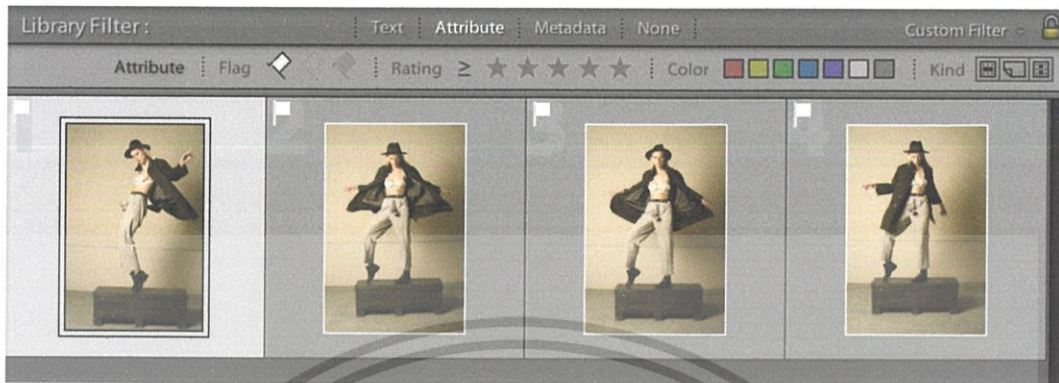 Library Filter : Text Attribute Metadata None Custom Filter
Attribute Flag Rating ≥ ★★★★★ Color Kind